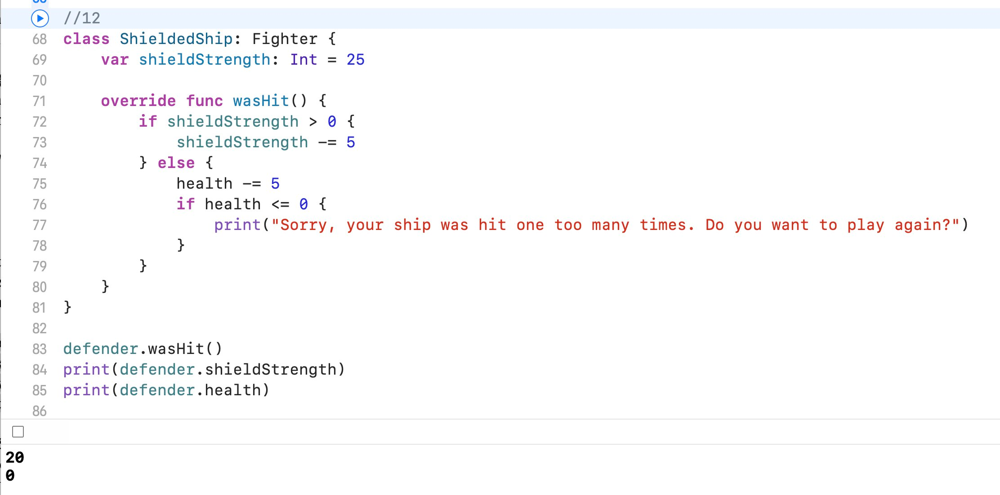 //12
68 class ShieldedShip: Fighter {
69     var shieldStrength: Int = 25
70
71     override func wasHit() {
72         if shieldStrength > 0 {
73             shieldStrength -= 5
74         } else {
75             health -= 5
76             if health <= 0 {
77                 print("Sorry, your ship was hit one too many times. Do you want to play again?")
78             }
79         }
80     }
81 }
82
83 defender.wasHit()
84 print(defender.shieldStrength)
85 print(defender.health)
86
20
0